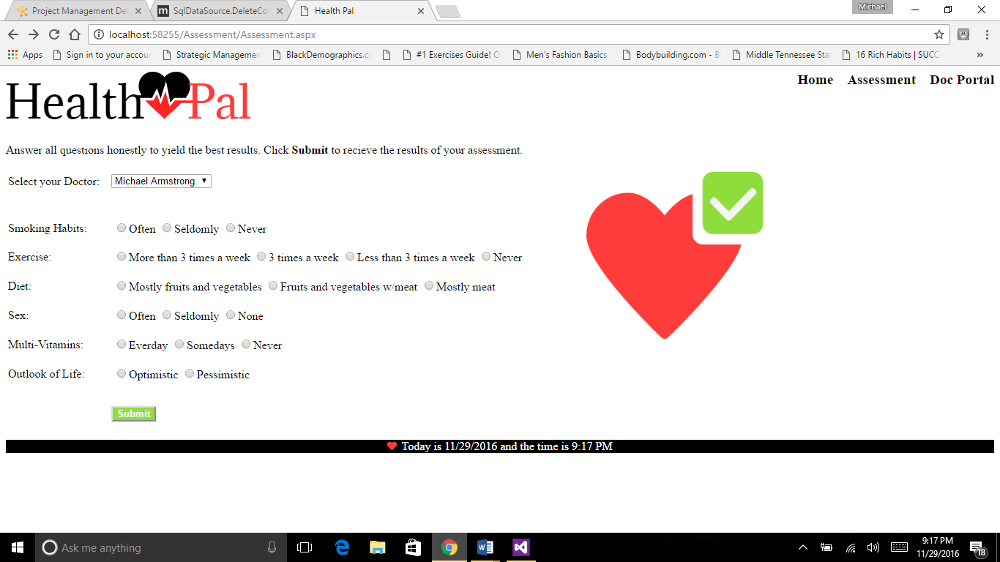 Project Management Del
SqlDataSource.DeleteCo
Health Pal
Michael
localhost:58255/Assessment/Assessment.aspx
Apps Sign in to your accour Strategic Managemen BlackDemographics.c #1 Exercises Guide! O Men's Fashion Basics - Bodybuilding.com - B Middle Tennessee Sta 16 Rich Habits | SUCC »
Health Pal
Home Assessment Doc Portal
Answer all questions honestly to yield the best results. Click Submit to recieve the results of your assessment.
Select your Doctor: Michael Armstrong
Smoking Habits: Often Seldomly Never
Exercise: More than 3 times a week 3 times a week Less than 3 times a week Never
Diet: Mostly fruits and vegetables Fruits and vegetables w/meat Mostly meat
Sex: Often Seldomly None
Multi-Vitamins: Everday Somedays Never
Outlook of Life: Optimistic Pessimistic
Submit
Today is 11/29/2016 and the time is 9:17 PM
Ask me anything
9:17 PM
11/29/2016
18